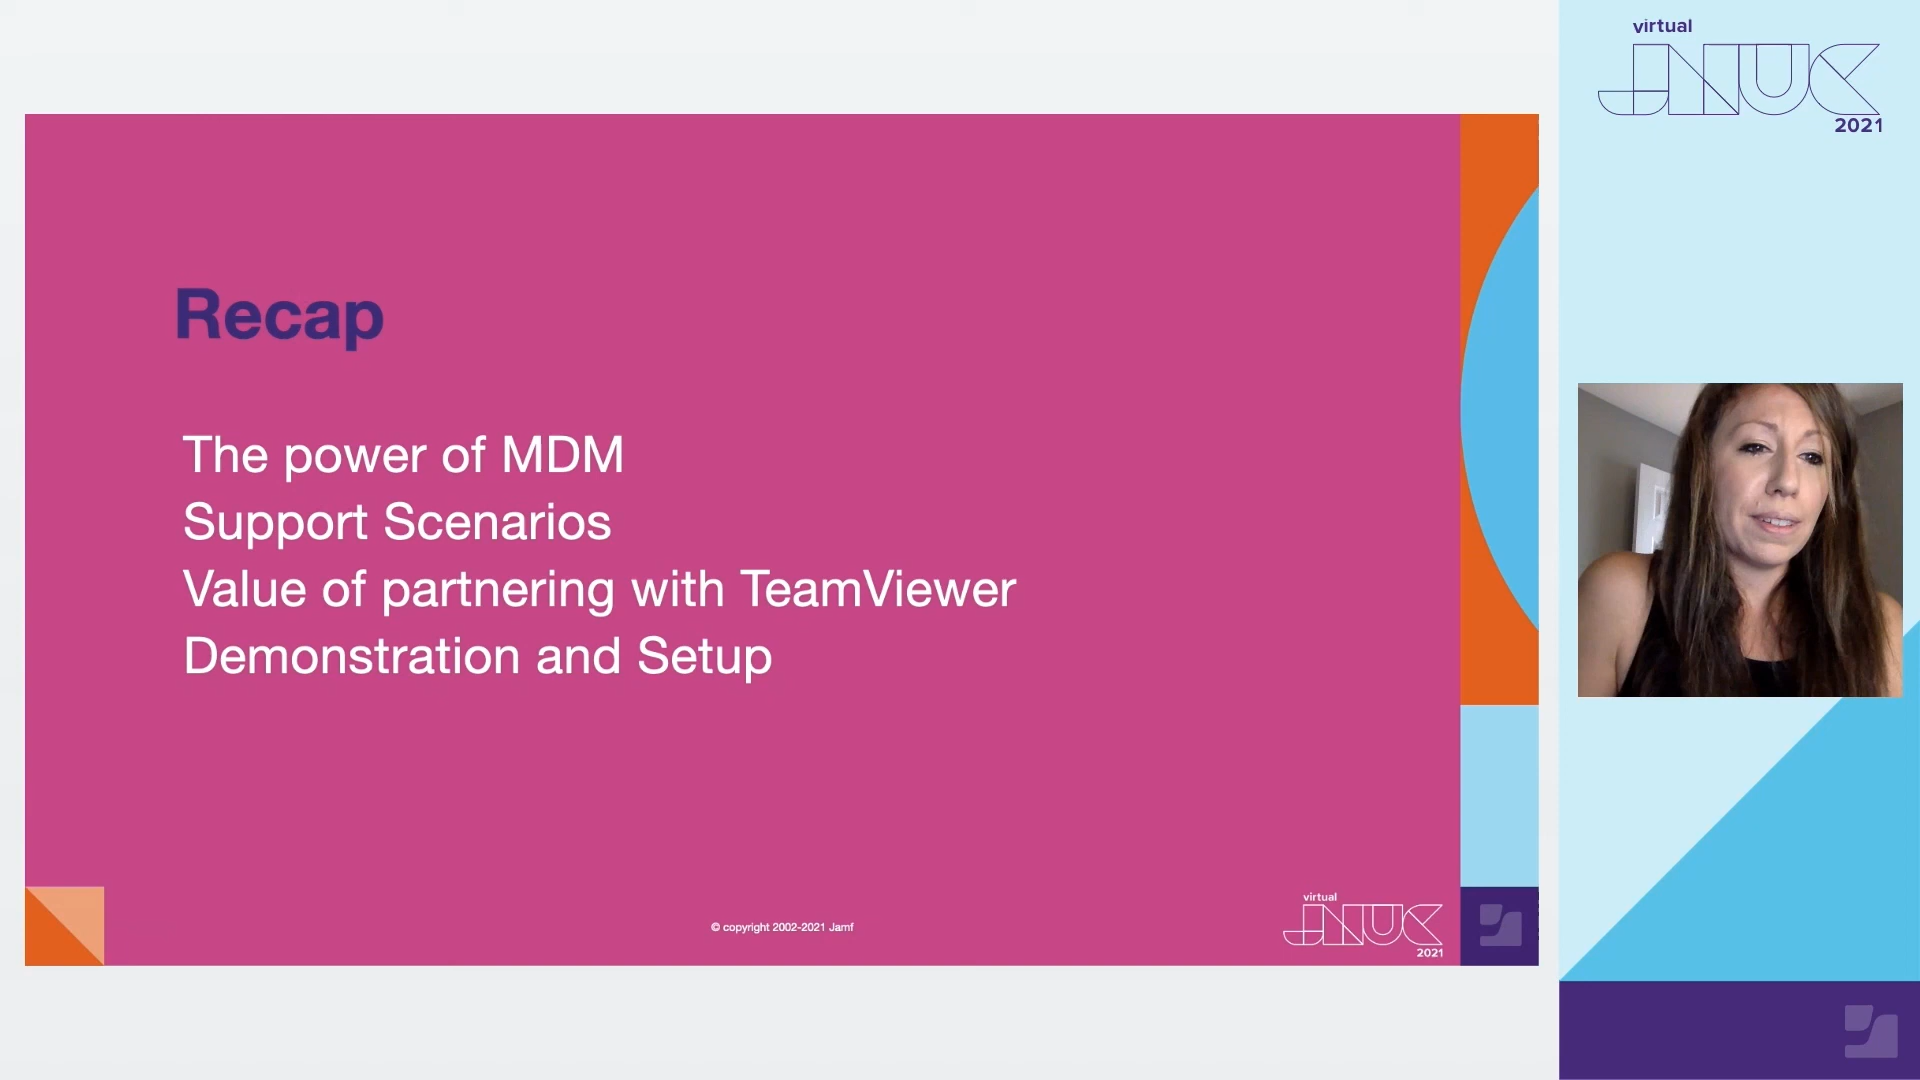 Recap
The power of MDM
Support Scenarios
Value of partnering with TeamViewer
Demonstration and Setup
© copyright 2002-2021 Jamf
virtual
JNUC
2021
virtual
JNUC
2021